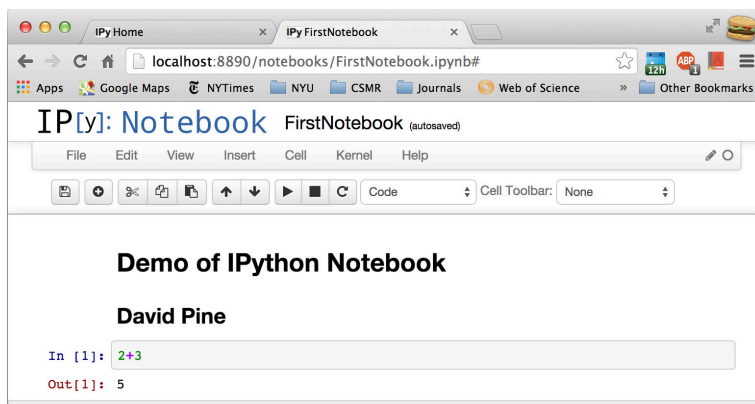 IPy Home × IPy FirstNotebook ×
localhost:8890/notebooks/FirstNotebook.ipynb#
12h ABP 1
Apps Google Maps NYTimes NYU CSMR Journals Web of Science » Other Bookmarks
IP[y]: Notebook FirstNotebook (autosaved)
File Edit View Insert Cell Kernel Help
Code Cell Toolbar: None
Demo of IPython Notebook
David Pine
In [1]: 2+3
Out[1]: 5